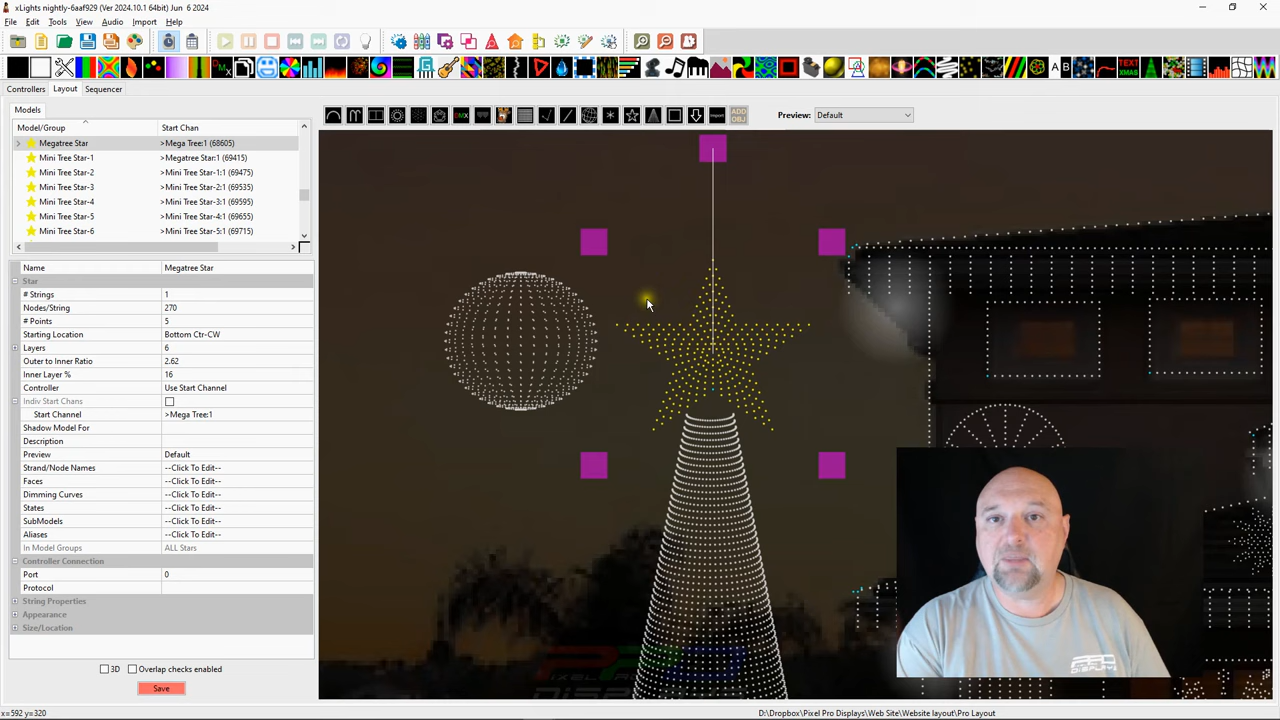 xLights nightly-6aaf929 (Ver 2024.10.1 64bit) Jun 6 2024
File Edit Tools View Audio Import Help
Controllers Layout Sequencer
Models
Model/Group Start Chan
Megatree Star >Mega Tree:1 (68605)
Mini Tree Star-1 >Megatree Star:1 (69415)
Mini Tree Star-2 >Mini Tree Star-1:1 (69475)
Mini Tree Star-3 >Mini Tree Star-2:1 (69535)
Mini Tree Star-4 >Mini Tree Star-3:1 (69595)
Mini Tree Star-5 >Mini Tree Star-4:1 (69655)
Mini Tree Star-6 >Mini Tree Star-5:1 (69715)
DMX Import ADD OBJ Preview: Default
Name Megatree Star
Star
# Strings 1
Nodes/String 270
# Points 5
Starting Location Bottom Ctr-CW
Layers 6
Outer to Inner Ratio 2.62
Inner Layer % 16
Controller Use Start Channel
Indiv Start Chans
Start Channel >Mega Tree:1
Shadow Model For
Description
Preview Default
Strand/Node Names --Click To Edit--
Faces --Click To Edit--
Dimming Curves --Click To Edit--
States --Click To Edit--
SubModels --Click To Edit--
Aliases --Click To Edit--
In Model Groups ALL Stars
Controller Connection
Port 0
Protocol
String Properties
Appearance
Size/Location
3D Overlap checks enabled
Save
x=592 y=320 D:\Dropbox\Pixel Pro Displays\Web Site\Website layout\Pro Layout